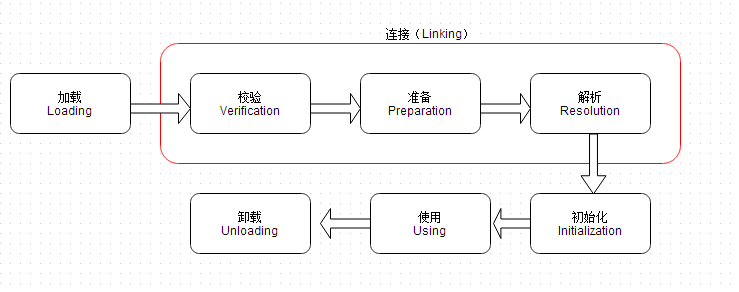 连接（Linking）
加载
Loading
校验
Verification
准备
Preparation
解析
Resolution
卸载
Unloading
使用
Using
初始化
Initialization